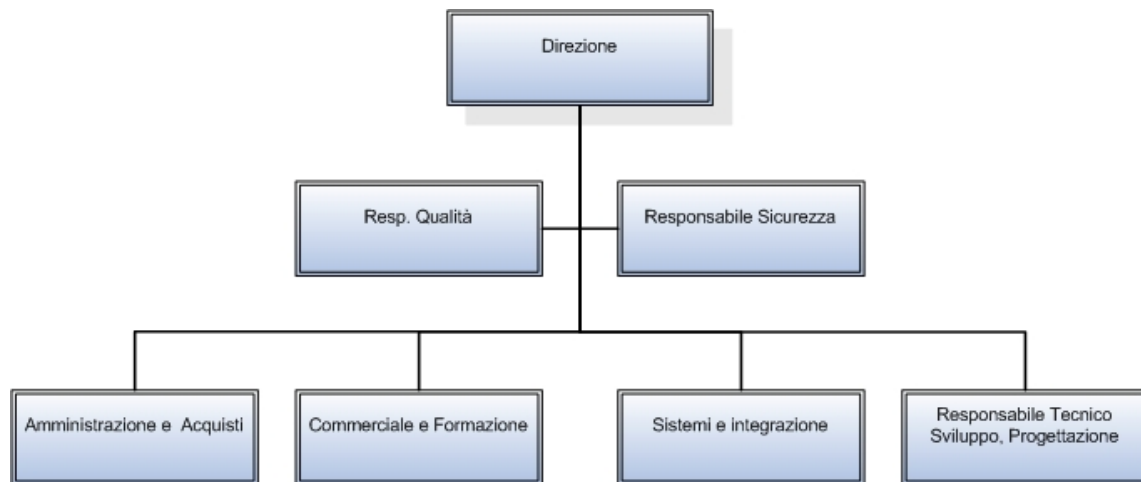 Direzione
Resp. Qualità
Responsabile Sicurezza
Amministrazione e  Acquisti
Commerciale e Formazione
Sistemi e integrazione
Responsabile Tecnico
Sviluppo, Progettazione